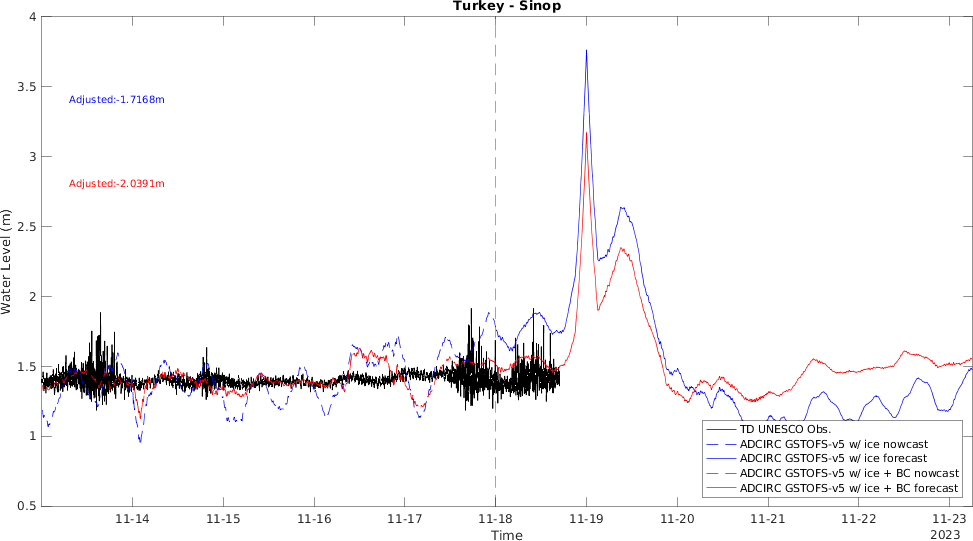 Turkey - Sinop
4
3.5
3
2.5
2
1.5
1
0.5
Water Level (m)
Adjusted:-1.7168m
Adjusted:-2.0391m
TD UNESCO Obs.
ADCIRC GSTOFS-v5 w/ ice nowcast
ADCIRC GSTOFS-v5 w/ ice forecast
ADCIRC GSTOFS-v5 w/ ice + BC nowcast
ADCIRC GSTOFS-v5 w/ ice + BC forecast
11-14 11-15 11-16 11-17 11-18 11-19 11-20 11-21 11-22 11-23
Time
2023